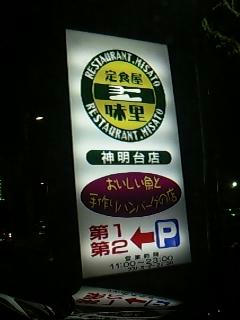 RESTAURANT.MISATO
定食屋
味里
RESTAURANT.MISATO
神明台店
おいしい魚と
手作りハンバーグの店
第1
第2
P
営業時間
11:00~23:00